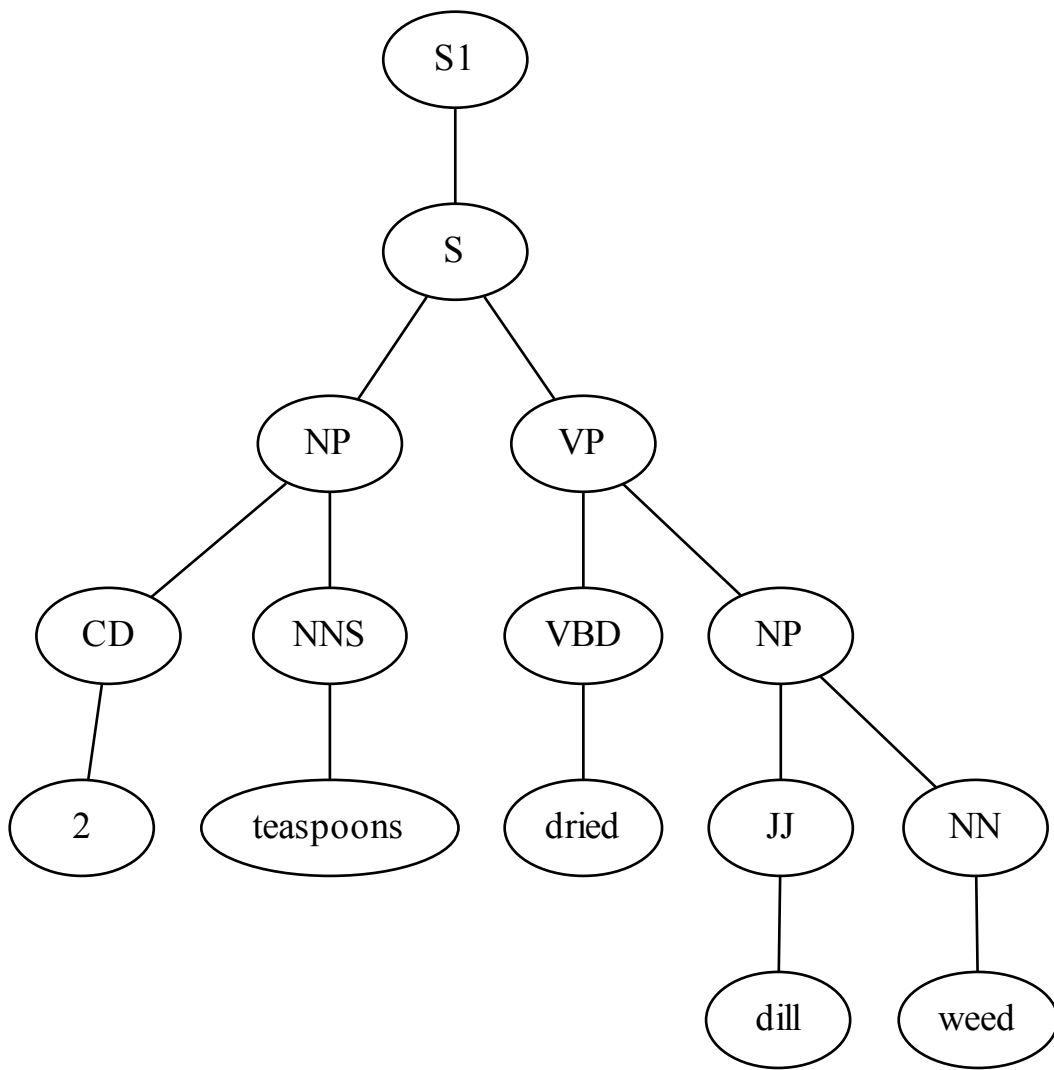 S1
S
NP VP
CD NNS VBD NP
2 teaspoons dried JJ NN
dill weed